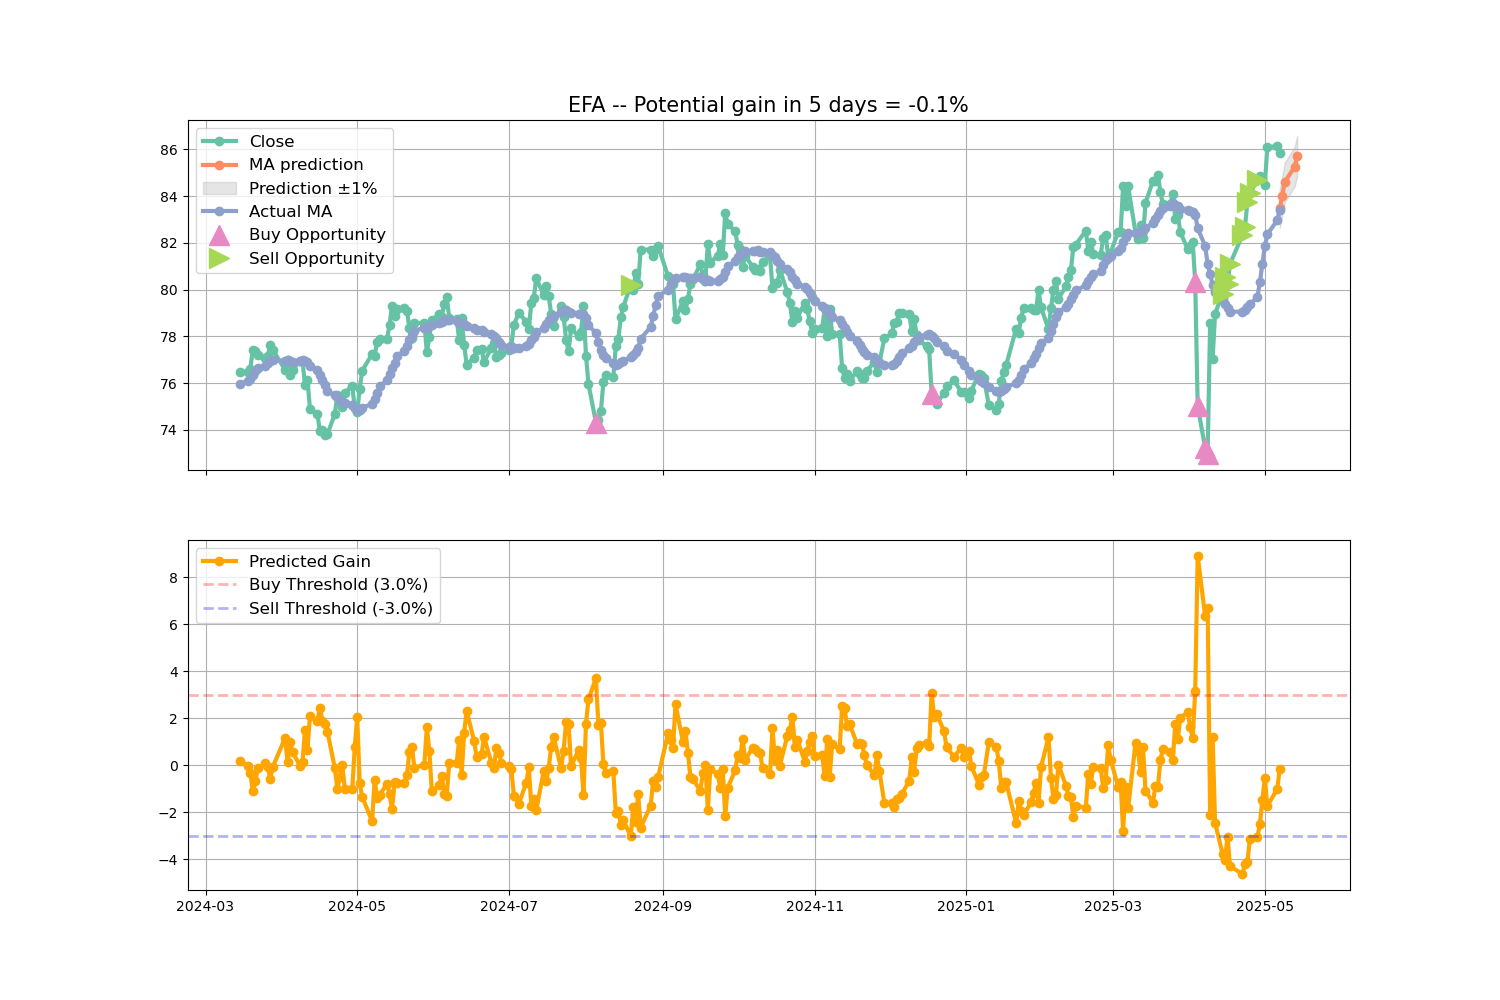 EFA -- Potential gain in 5 days = -0.1%
Close
MA prediction
Prediction ±1%
Actual MA
Buy Opportunity
Sell Opportunity
86
84
82
80
78
76
74
Predicted Gain
Buy Threshold (3.0%)
Sell Threshold (-3.0%)
8
6
4
2
0
−2
−4
2024-03
2024-05
2024-07
2024-09
2024-11
2025-01
2025-03
2025-05